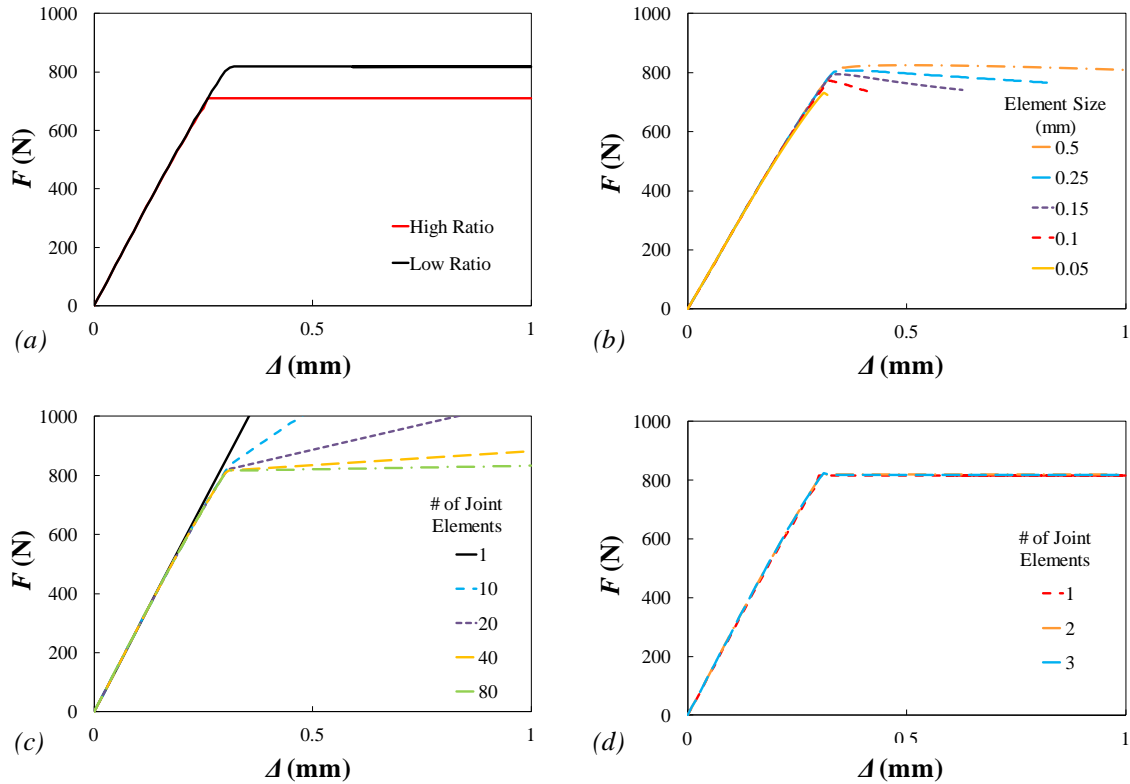 1000
800
600
400
200
0
F (N)
High Ratio
Low Ratio
0
0.5
1
(a)
Δ (mm)
1000
800
600
400
200
0
F (N)
Element Size
(mm)
0.5
0.25
0.15
0.1
0.05
0
0.5
1
(b)
Δ (mm)
1000
800
600
400
200
0
F (N)
# of Joint
Elements
1
10
20
40
80
0
0.5
1
(c)
Δ (mm)
1000
800
600
400
200
0
F (N)
# of Joint
Elements
1
2
3
0
0.5
1
(d)
Δ (mm)